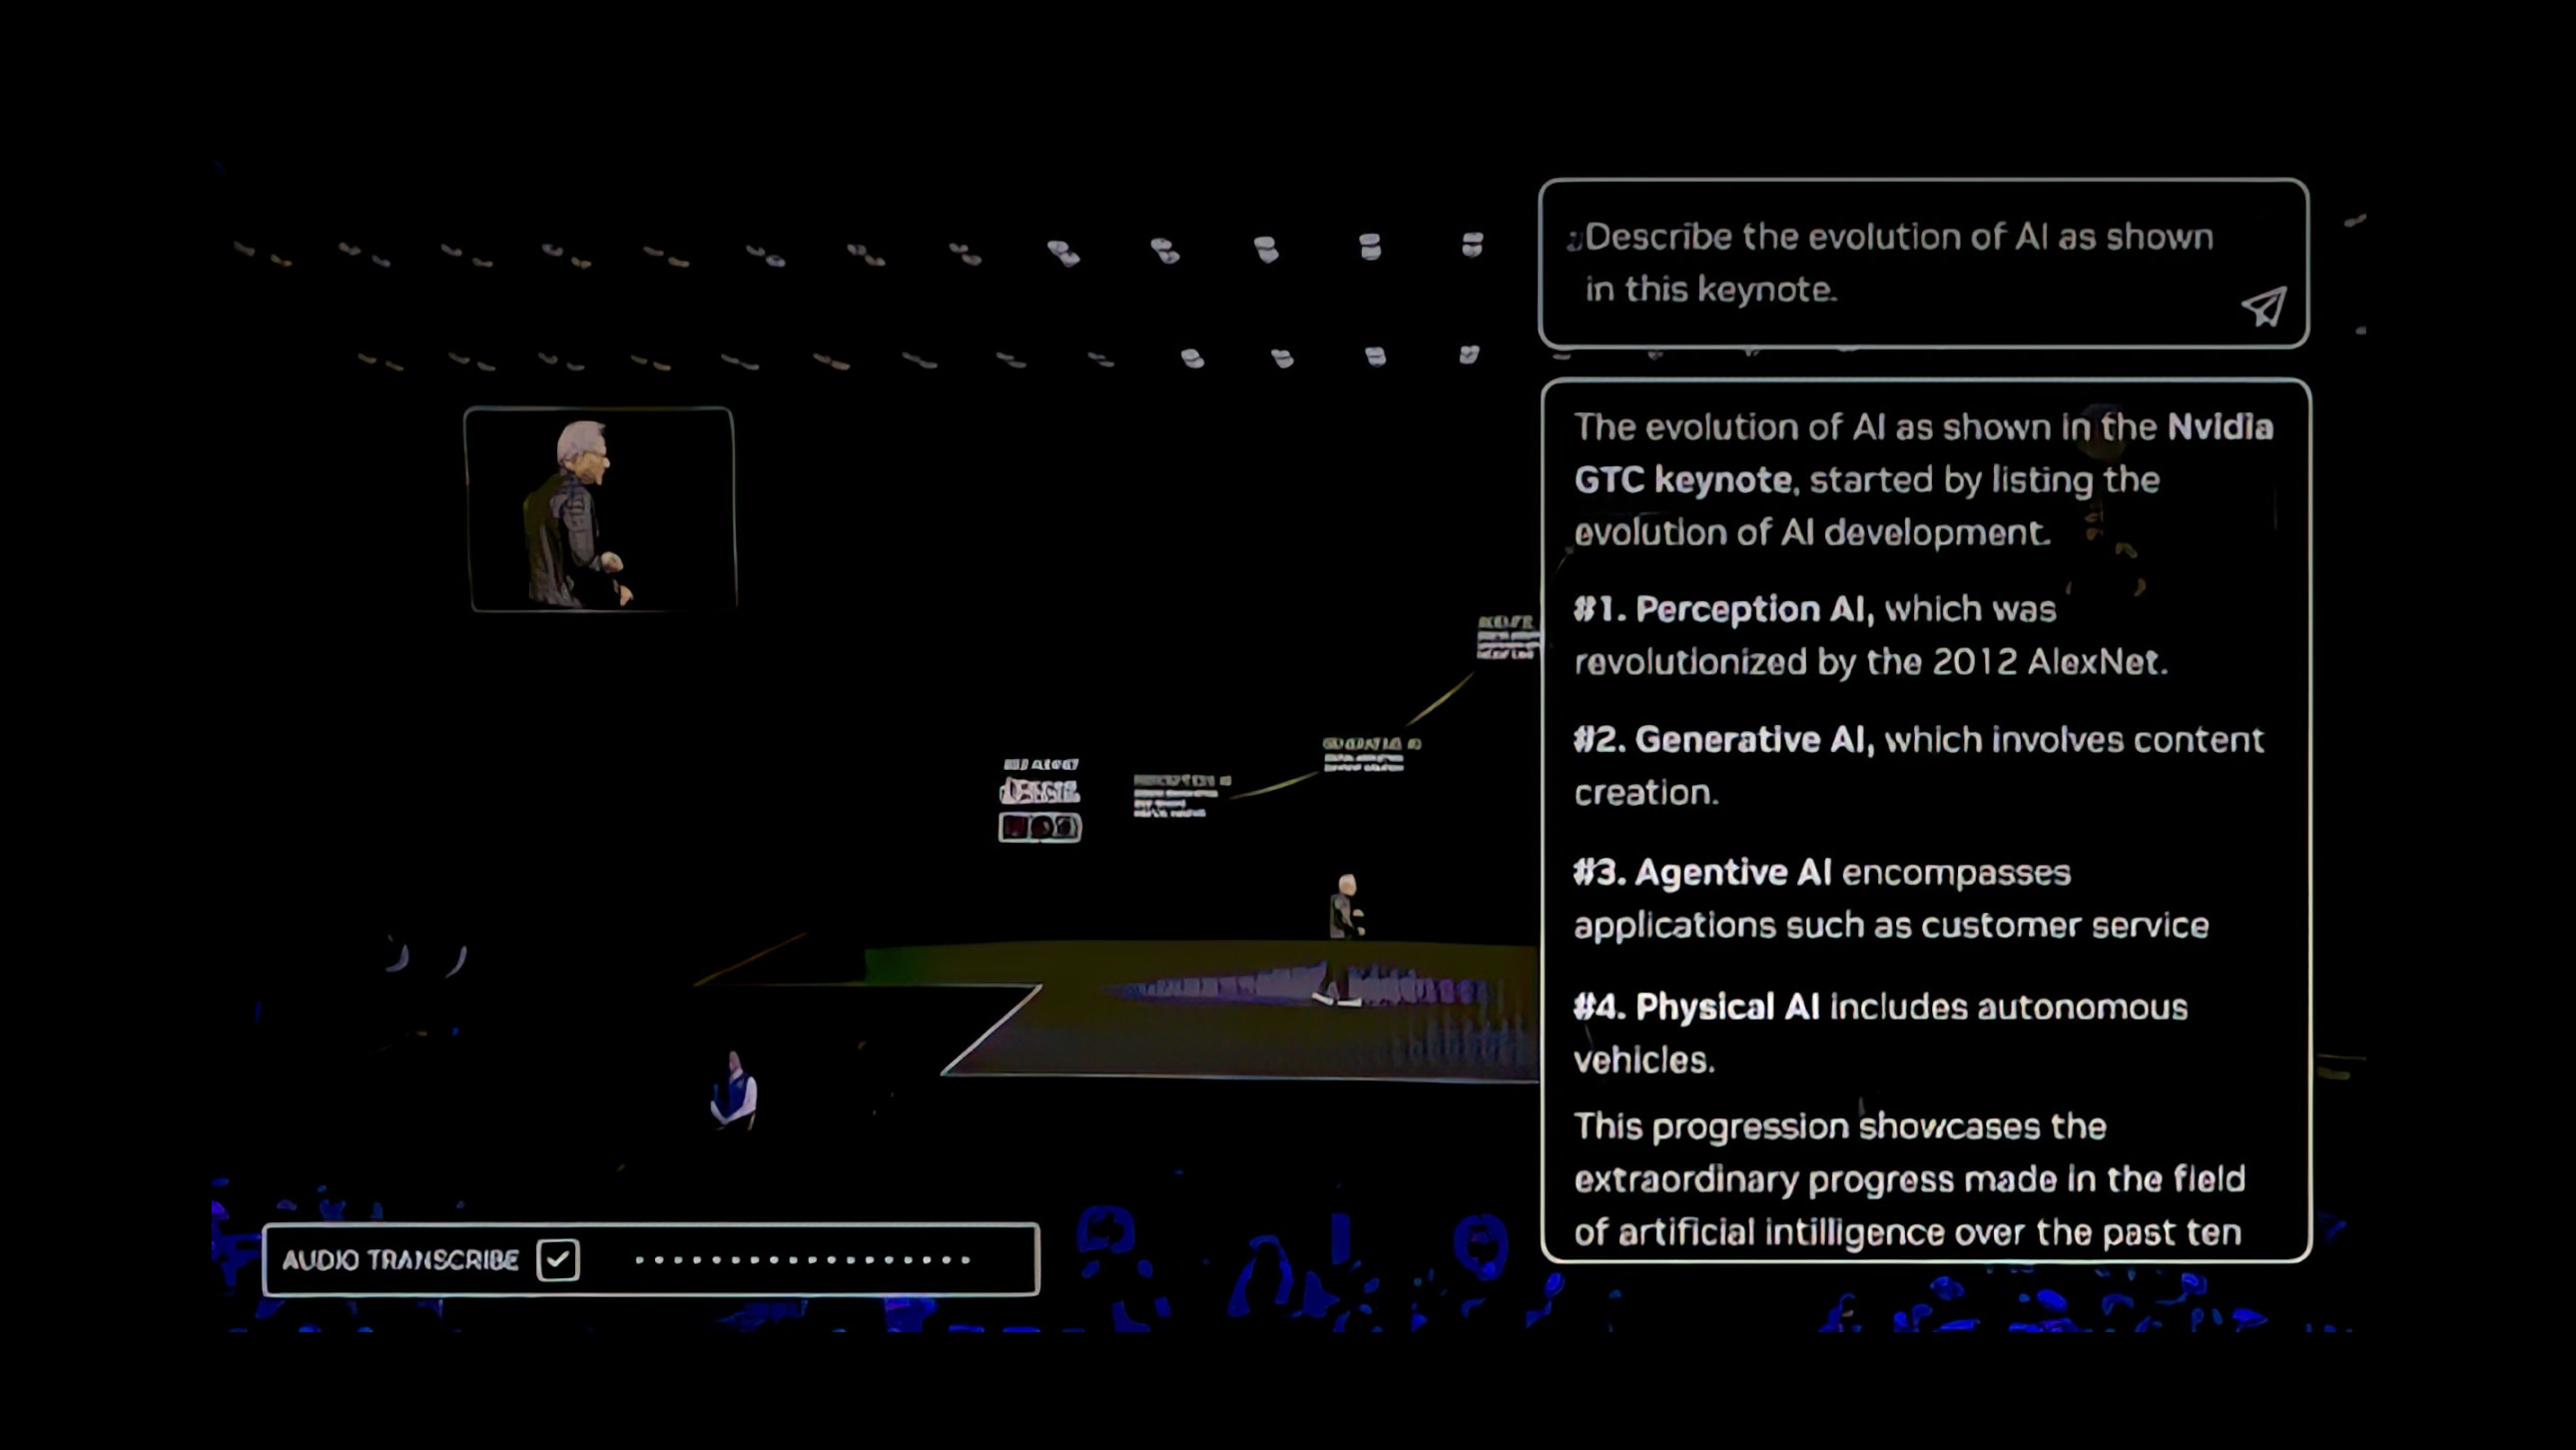 Describe the evolution of AI as shown
in this keynote.
The evolution of AI as shown in the Nvidia
GTC keynote, started by listing the
evolution of AI development.
#1. Perception AI, which was
revolutionized by the 2012 AlexNet.
#2. Generative AI, which involves content
creation.
#3. Agentive AI encompasses
applications such as customer service
#4. Physical AI includes autonomous
vehicles.
This progression showcases the
extraordinary progress made in the field
of artificial intilligence over the past ten
AUDIO TRANSCRIBE